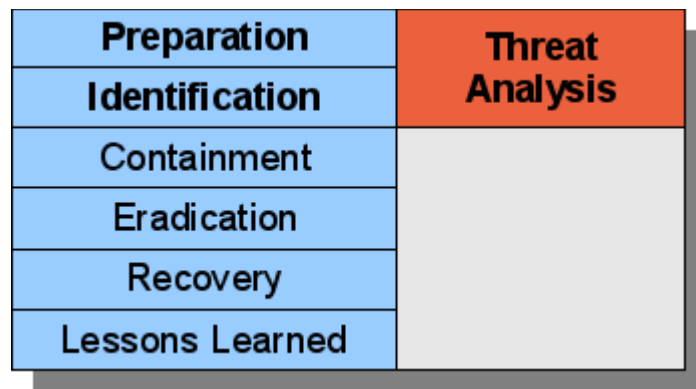 Preparation
Identification
Containment
Eradication
Recovery
Lessons Learned
Threat
Analysis